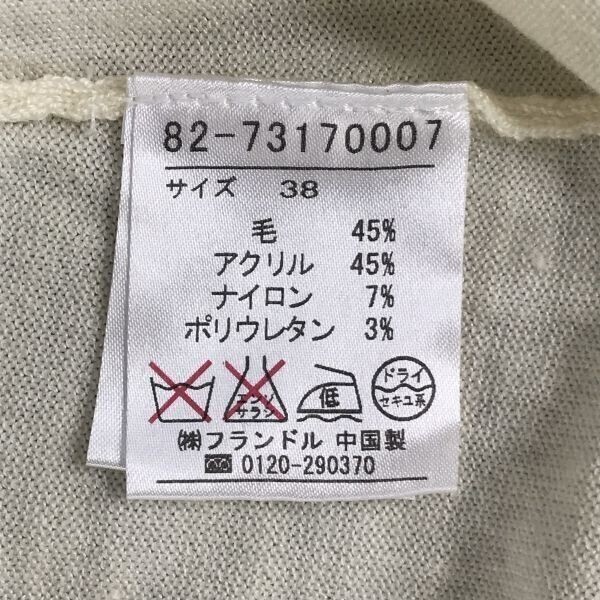 82-73170007
サイズ 38
毛 45%
アクリル 45%
ナイロン 7%
ポリウレタン 3%
エンソ
サラシ
低
ドライ
セキユ系
㈱フランドル 中国製
0120-290370